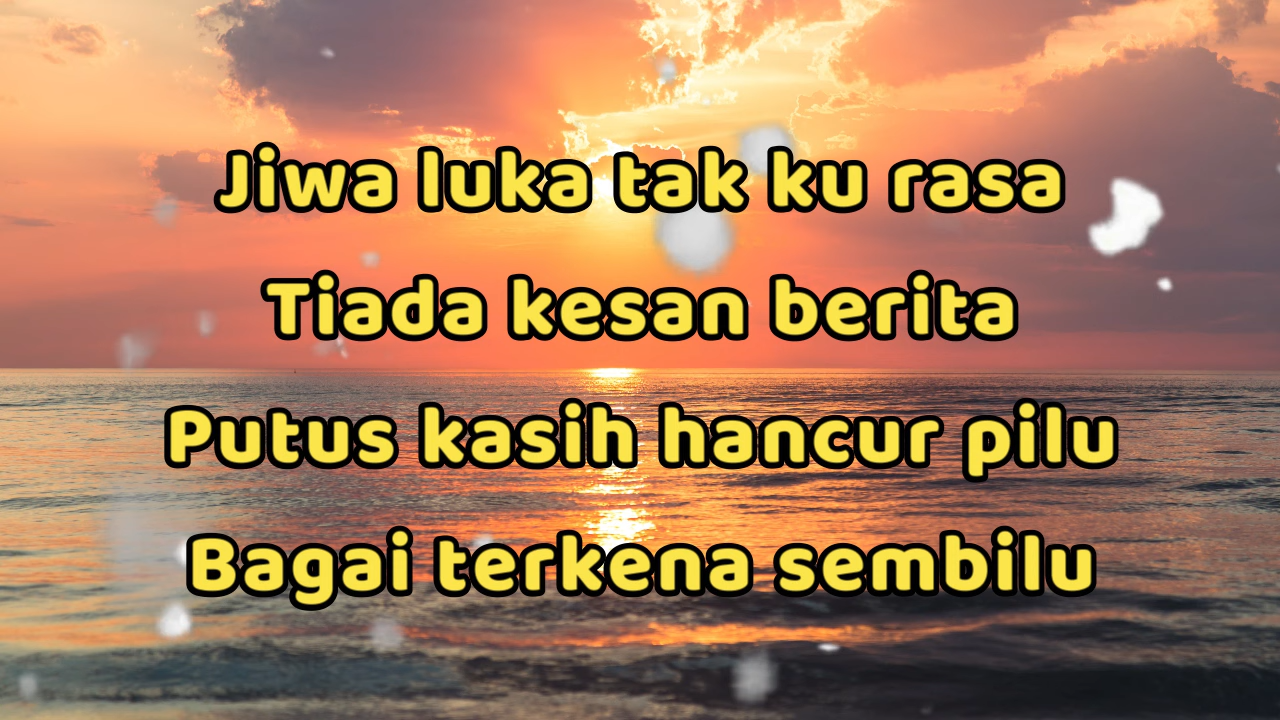 Jiwa luka tak ku rasa
Tiada kesan berita
Putus kasih hancur pilu
Bagai terkena sembilu